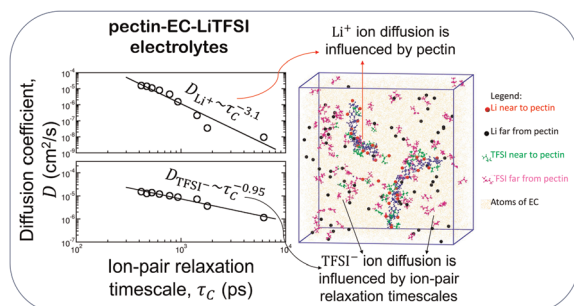 pectin-EC-LiTFSI
electrolytes
Diffusion coefficient,
D (cm²/s)
10⁻⁴
10⁻⁵
10⁻⁶
10⁻⁷
10⁻⁸
10⁻⁹
D_Li⁺~τ_C^−3.1
10⁻⁴
10⁻⁵
10⁻⁶
10⁻⁷
D_TFSI⁻~τ_C^−0.95
10² 10³ 10⁴
Ion-pair relaxation
timescale, τ_C (ps)
Li⁺ ion diffusion is
influenced by pectin
Legend:
Li near to pectin
Li far from pectin
TFSI near to pectin
TFSI far from pectin
Atoms of EC
TFSI⁻ ion diffusion is
influenced by ion-pair
relaxation timescales